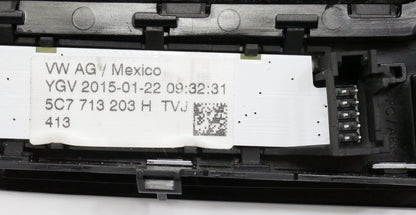 VW AG / Mexico
YGV 2015-01-22 09:32:31
5C7 713 203 H TVJ
413